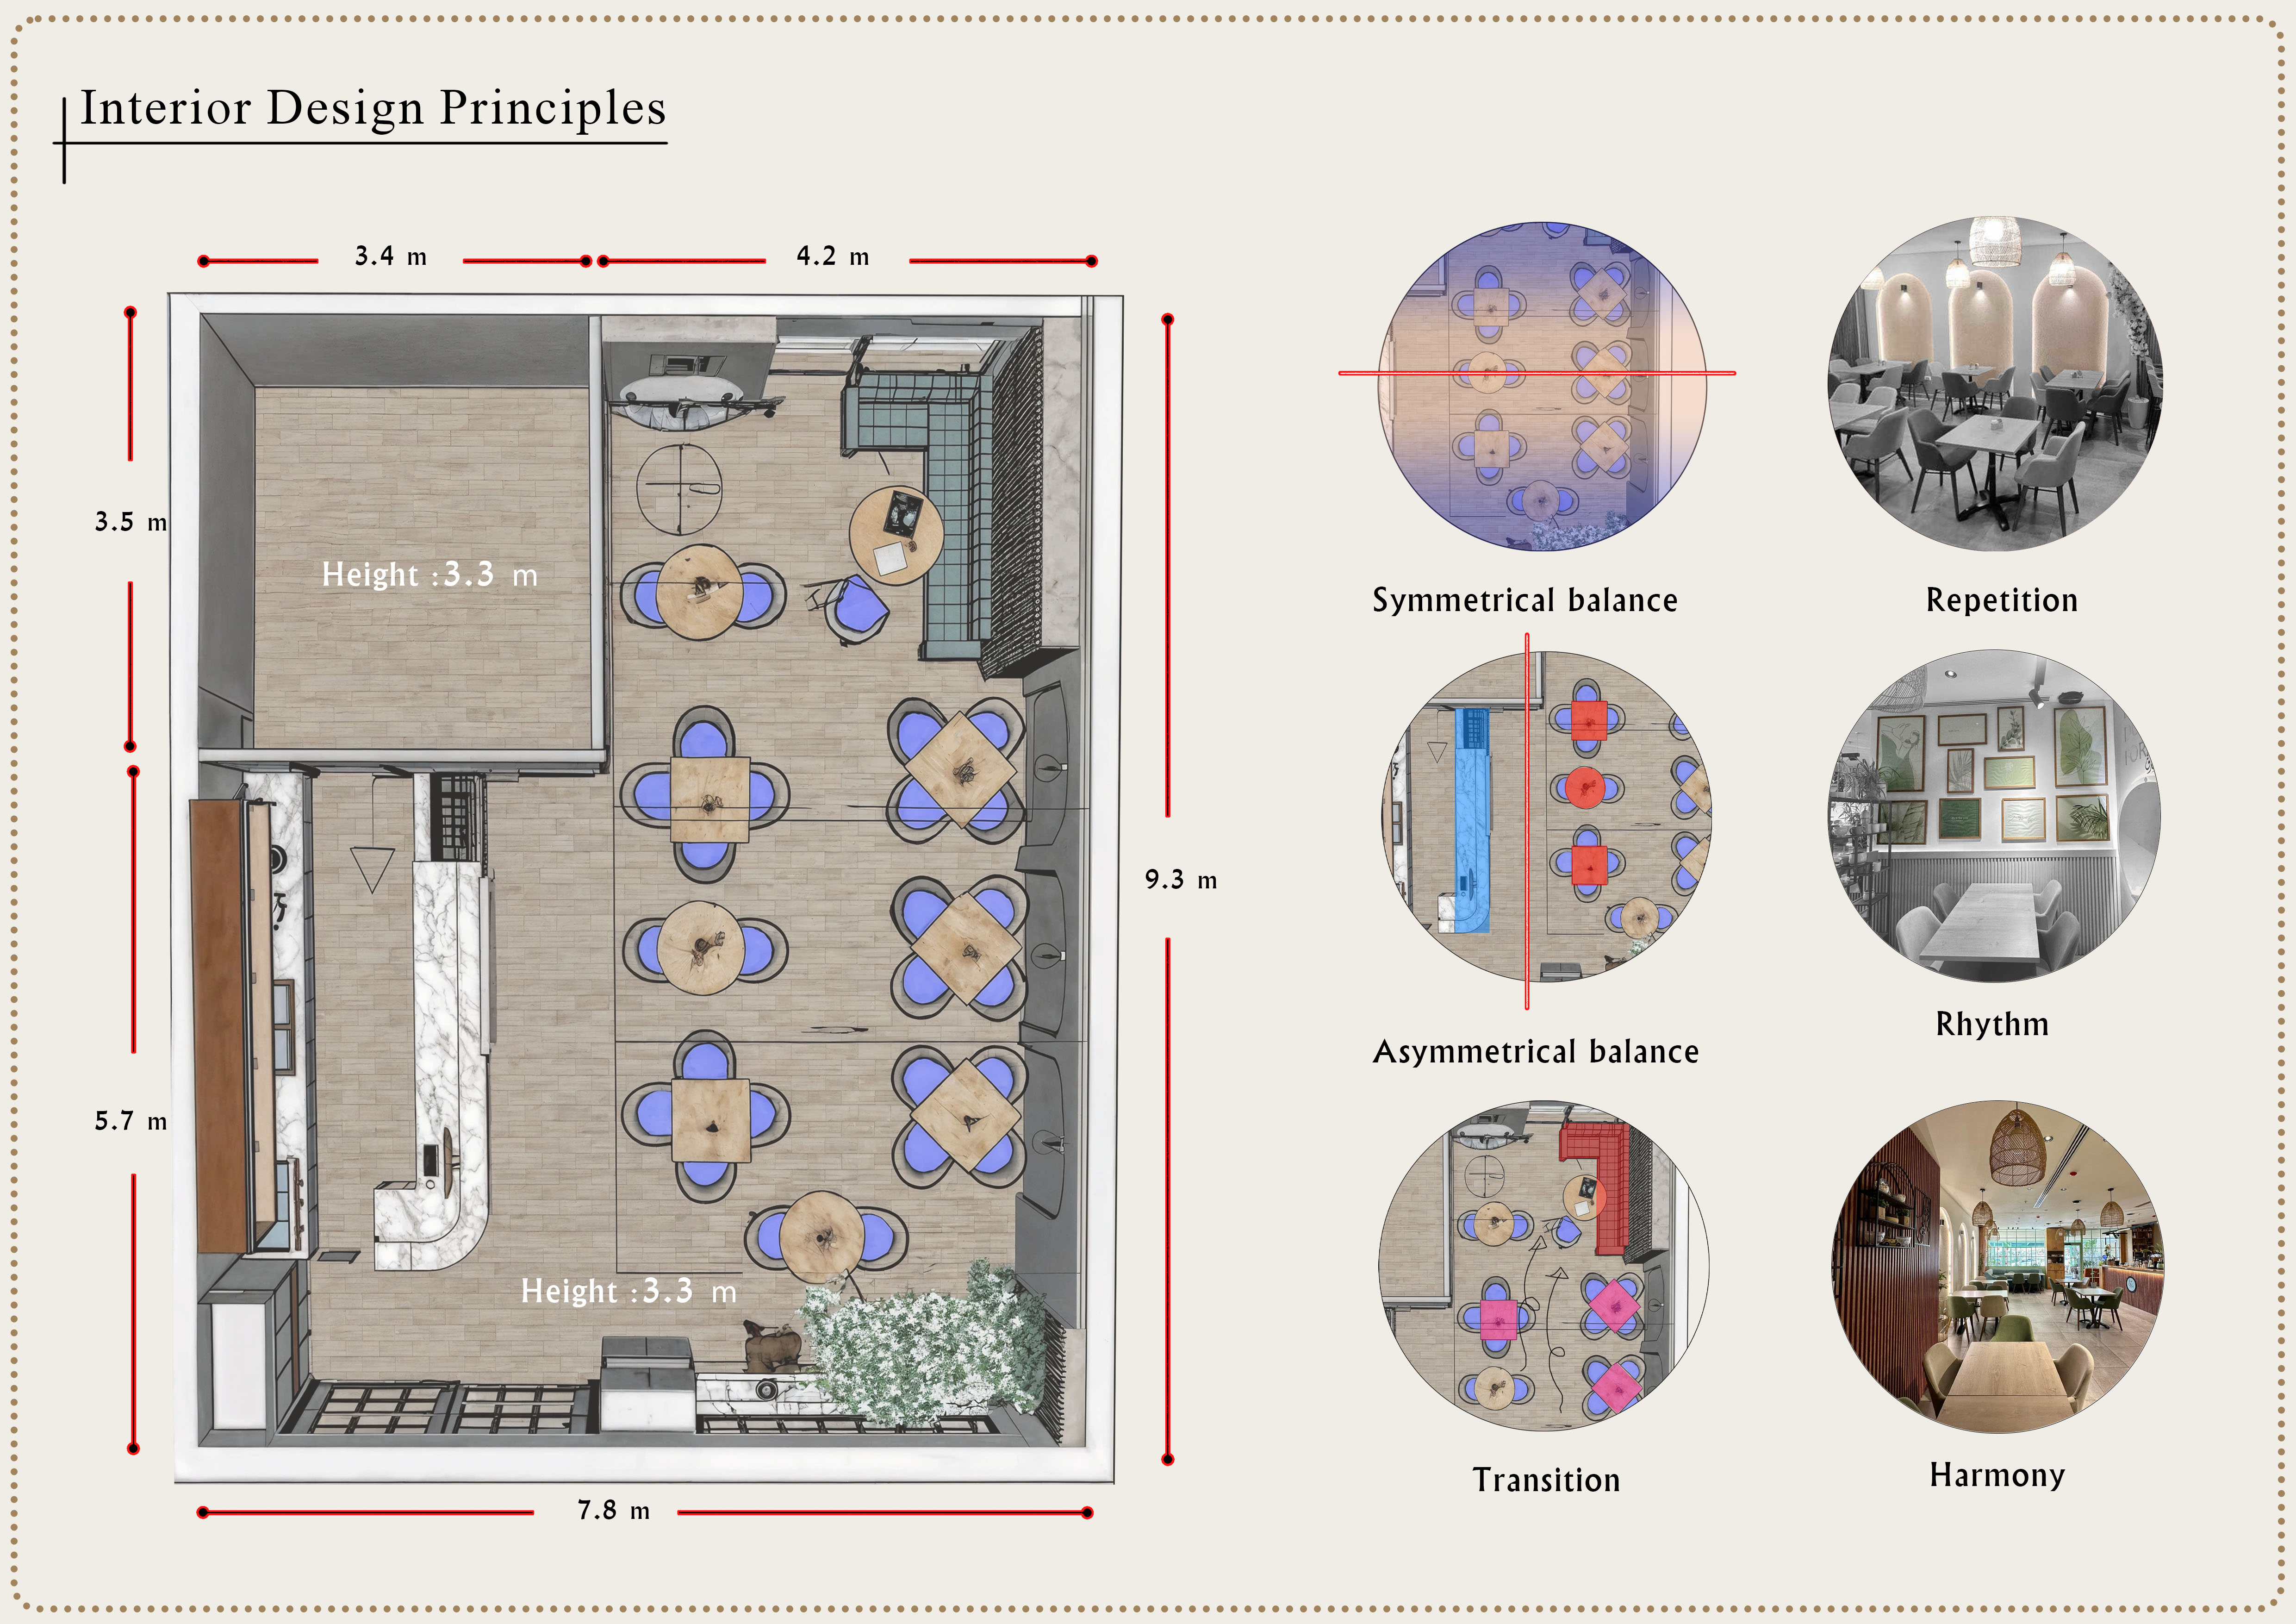 Interior Design Principles
3.4 m
4.2 m
3.5 m
Height :3.3 m
9.3 m
5.7 m
Height :3.3 m
7.8 m
Symmetrical balance
Repetition
Asymmetrical balance
Rhythm
Transition
Harmony